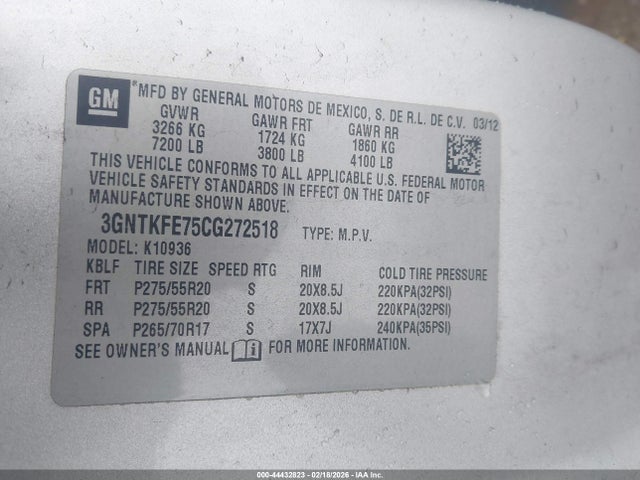 GM
*MFD BY GENERAL MOTORS DE MEXICO, S. DE R.L. DE C.V. 03/12
GVWR GAWR FRT GAWR RR
3266 KG 1724 KG 1860 KG
7200 LB 3800 LB 4100 LB
THIS VEHICLE CONFORMS TO ALL APPLICABLE U.S. FEDERAL MOTOR
VEHICLE SAFETY STANDARDS IN EFFECT ON THE DATE OF
MANUFACTURE SHOWN ABOVE.
3GNTKFE75CG272518 TYPE: M.P.V.
MODEL: K10936
KBLF TIRE SIZE SPEED RTG RIM COLD TIRE PRESSURE
FRT P275/55R20 S 20X8.5J 220KPA(32PSI)
RR P275/55R20 S 20X8.5J 220KPA(32PSI)
SPA P265/70R17 S 17X7J 240KPA(35PSI)
SEE OWNER'S MANUAL i FOR MORE INFORMATION.
000-44432823 - 02/18/2026 - IAA Inc.